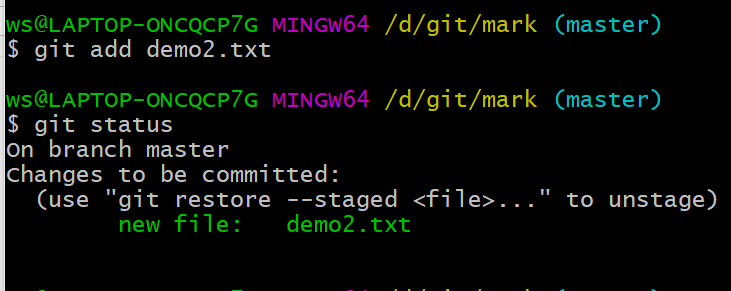 ws@LAPTOP-ONCQCP7G MINGW64 /d/git/mark (master)
$ git add demo2.txt
ws@LAPTOP-ONCQCP7G MINGW64 /d/git/mark (master)
$ git status
On branch master
Changes to be committed:
(use "git restore --staged <file>..." to unstage)
new file:   demo2.txt